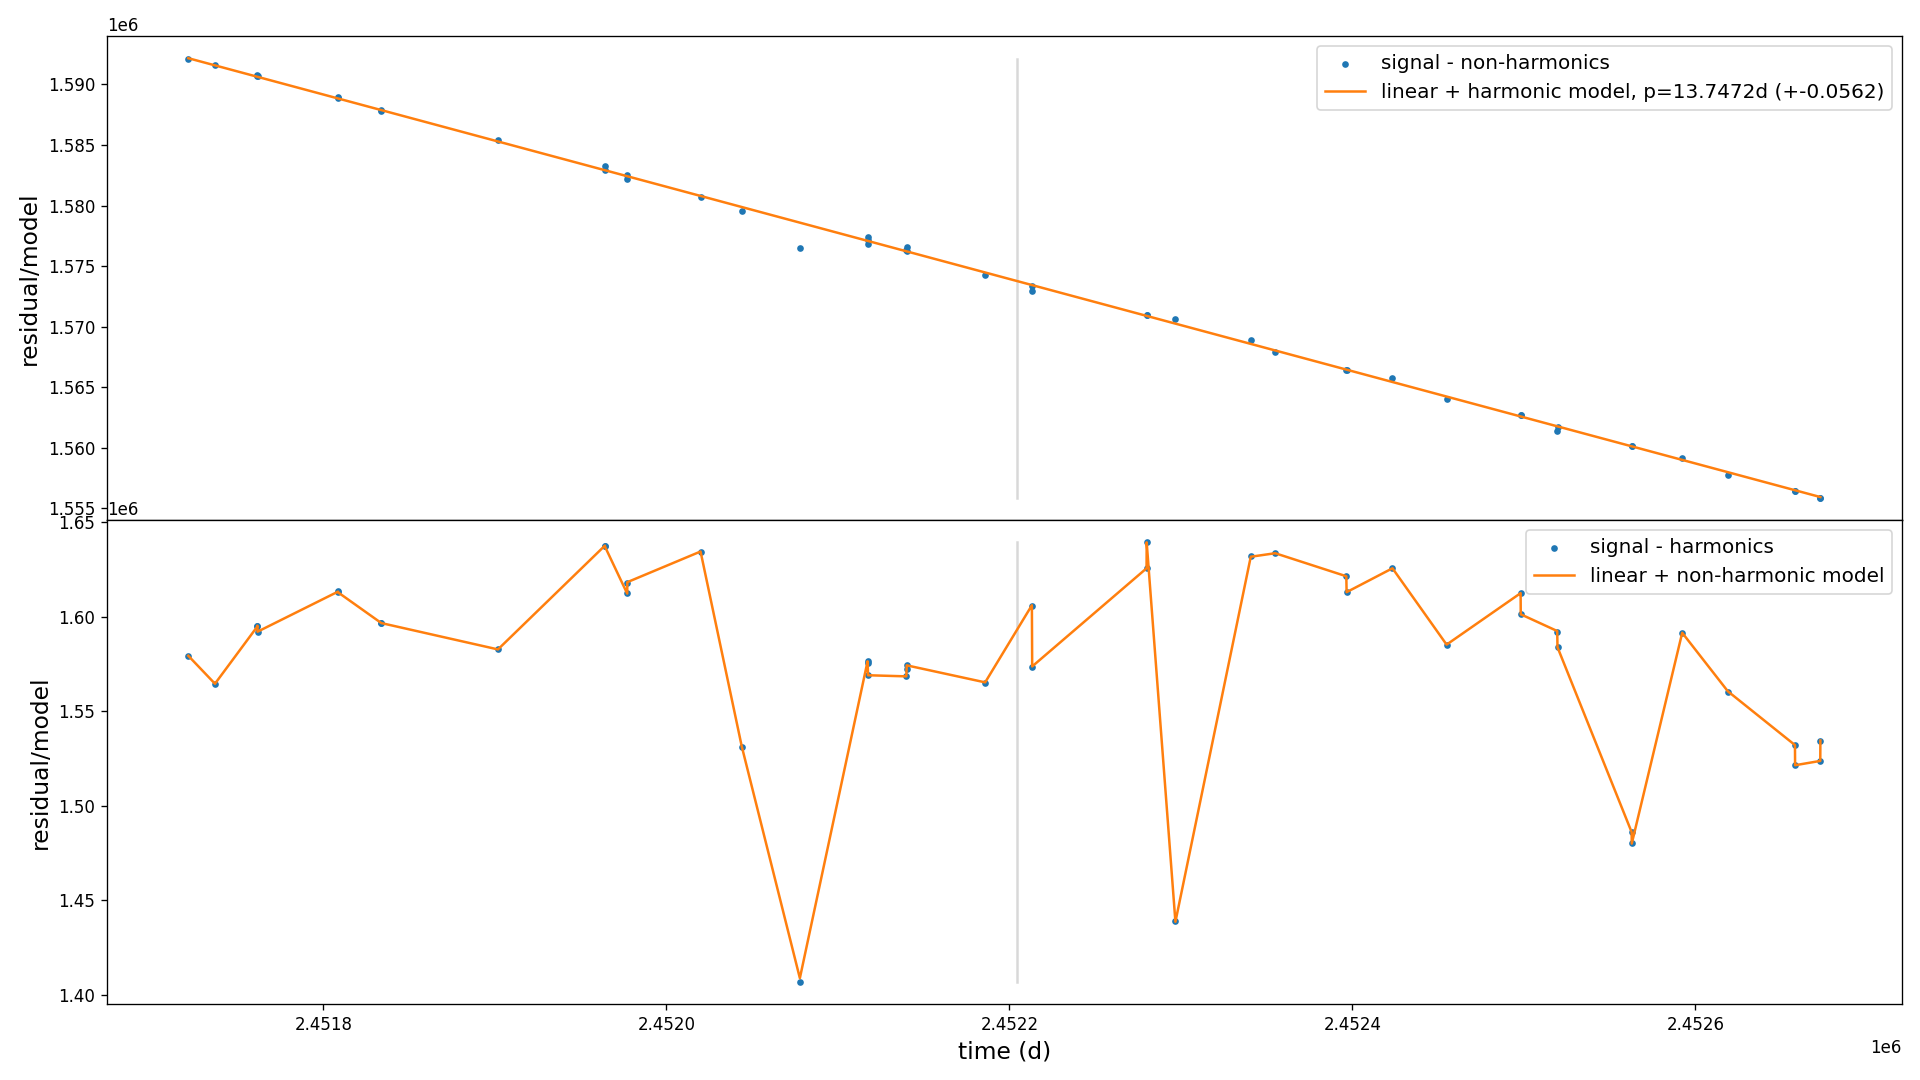 1e6
signal - non-harmonics
linear + harmonic model, p=13.7472d (+-0.0562)
1.590
1.585
1.580
1.575
1.570
1.565
1.560
1.555
residual/model
1e6
signal - harmonics
linear + non-harmonic model
1.65
1.60
1.55
1.50
1.45
1.40
residual/model
2.4518 2.4520 2.4522 2.4524 2.4526
time (d)
1e6